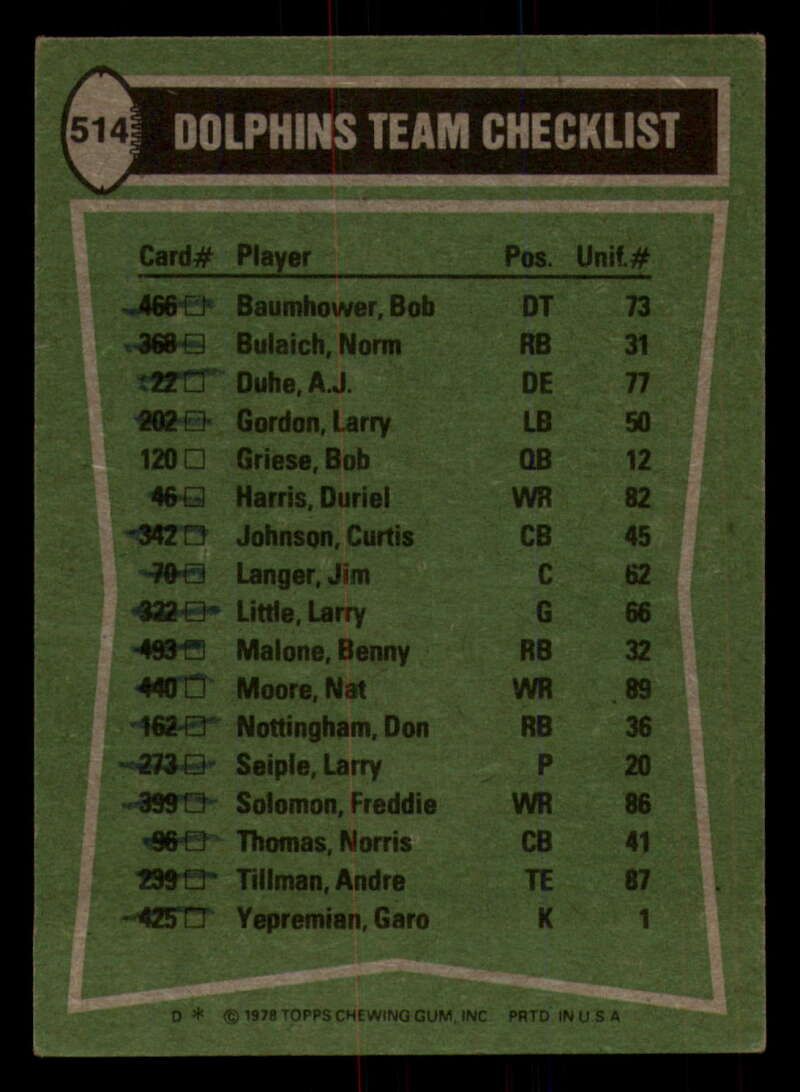 514 DOLPHINS TEAM CHECKLIST
Card# Player Pos. Unif.#
466 Baumhower, Bob DT 73
368 Bulaich, Norm RB 31
22 Duhe, A.J. DE 77
202 Gordon, Larry LB 50
120 Griese, Bob QB 12
46 Harris, Duriel WR 82
342 Johnson, Curtis CB 45
70 Langer, Jim C 62
322 Little, Larry G 66
493 Malone, Benny RB 32
440 Moore, Nat WR 89
162 Nottingham, Don RB 36
273 Seiple, Larry P 20
399 Solomon, Freddie WR 86
96 Thomas, Norris CB 41
299 Tillman, Andre TE 87
425 Yepremian, Garo K 1
D * © 1978 TOPPS CHEWING GUM, INC. PRTD. IN U.S.A.